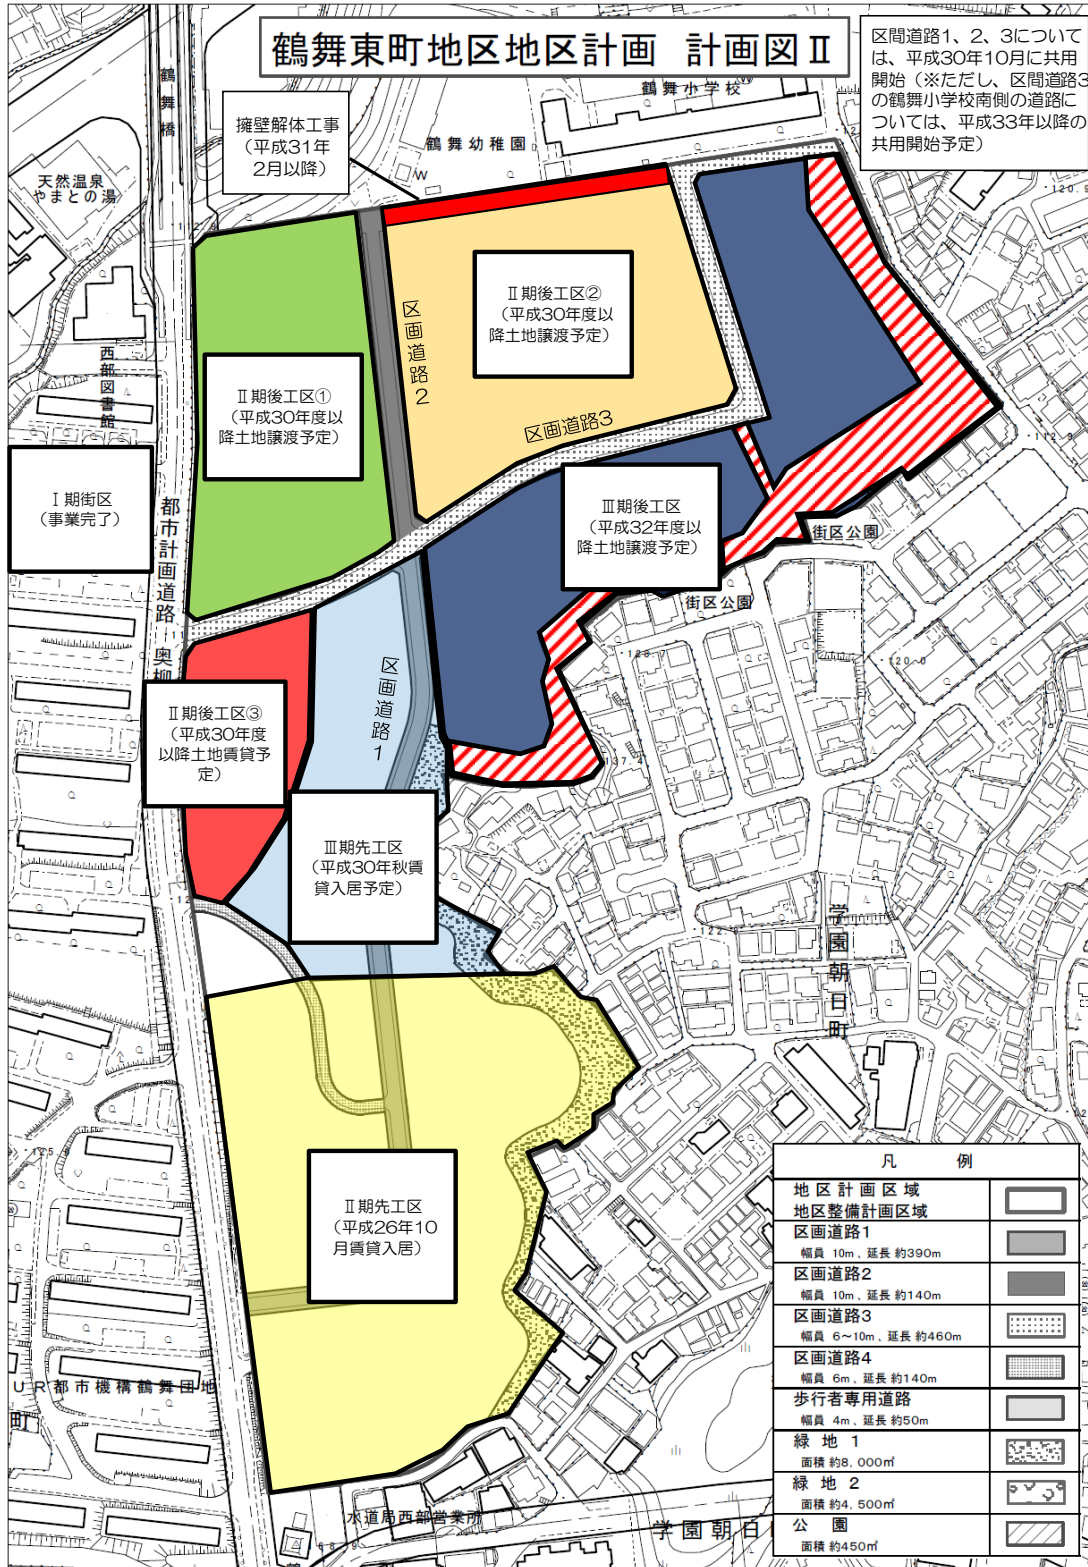 鶴舞東町地区地区計画 計画図Ⅱ
区間道路1、2、3について
は、平成30年10月に共用
開始（※ただし、区間道路3
の鶴舞小学校南側の道路に
ついては、平成33年以降の
共用開始予定）
鶴舞橋
鶴舞小学校
鶴舞幼稚園
擁壁解体工事
（平成31年
2月以降）
天然温泉
やまとの湯
西部図書館
Ⅱ期後工区②
（平成30年度以
降土地譲渡予定）
区画道路2
Ⅱ期後工区①
（平成30年度以
降土地譲渡予定）
区画道路3
Ⅰ期街区
（事業完了）
Ⅲ期後工区
（平成32年度以
降土地譲渡予定）
都市計画道路 奥柳
街区公園
街区公園
区画道路1
Ⅱ期後工区③
（平成30年度
以降土地賃貸予
定）
Ⅲ期先工区
（平成30年秋賃
貸入居予定）
学園朝日町
Ⅱ期先工区
（平成26年10
月賃貸入居）
UR都市機構鶴舞団地
町
水道局西部営業所
学園朝日
凡 例
地区計画区域
地区整備計画区域
区画道路1
幅員 10m、延長 約390m
区画道路2
幅員 10m、延長 約140m
区画道路3
幅員 6～10m、延長 約460m
区画道路4
幅員 6m、延長 約140m
歩行者専用道路
幅員 4m、延長 約50m
緑地 1
面積 約8,000㎡
緑地 2
面積 約4,500㎡
公 園
面積 約450㎡